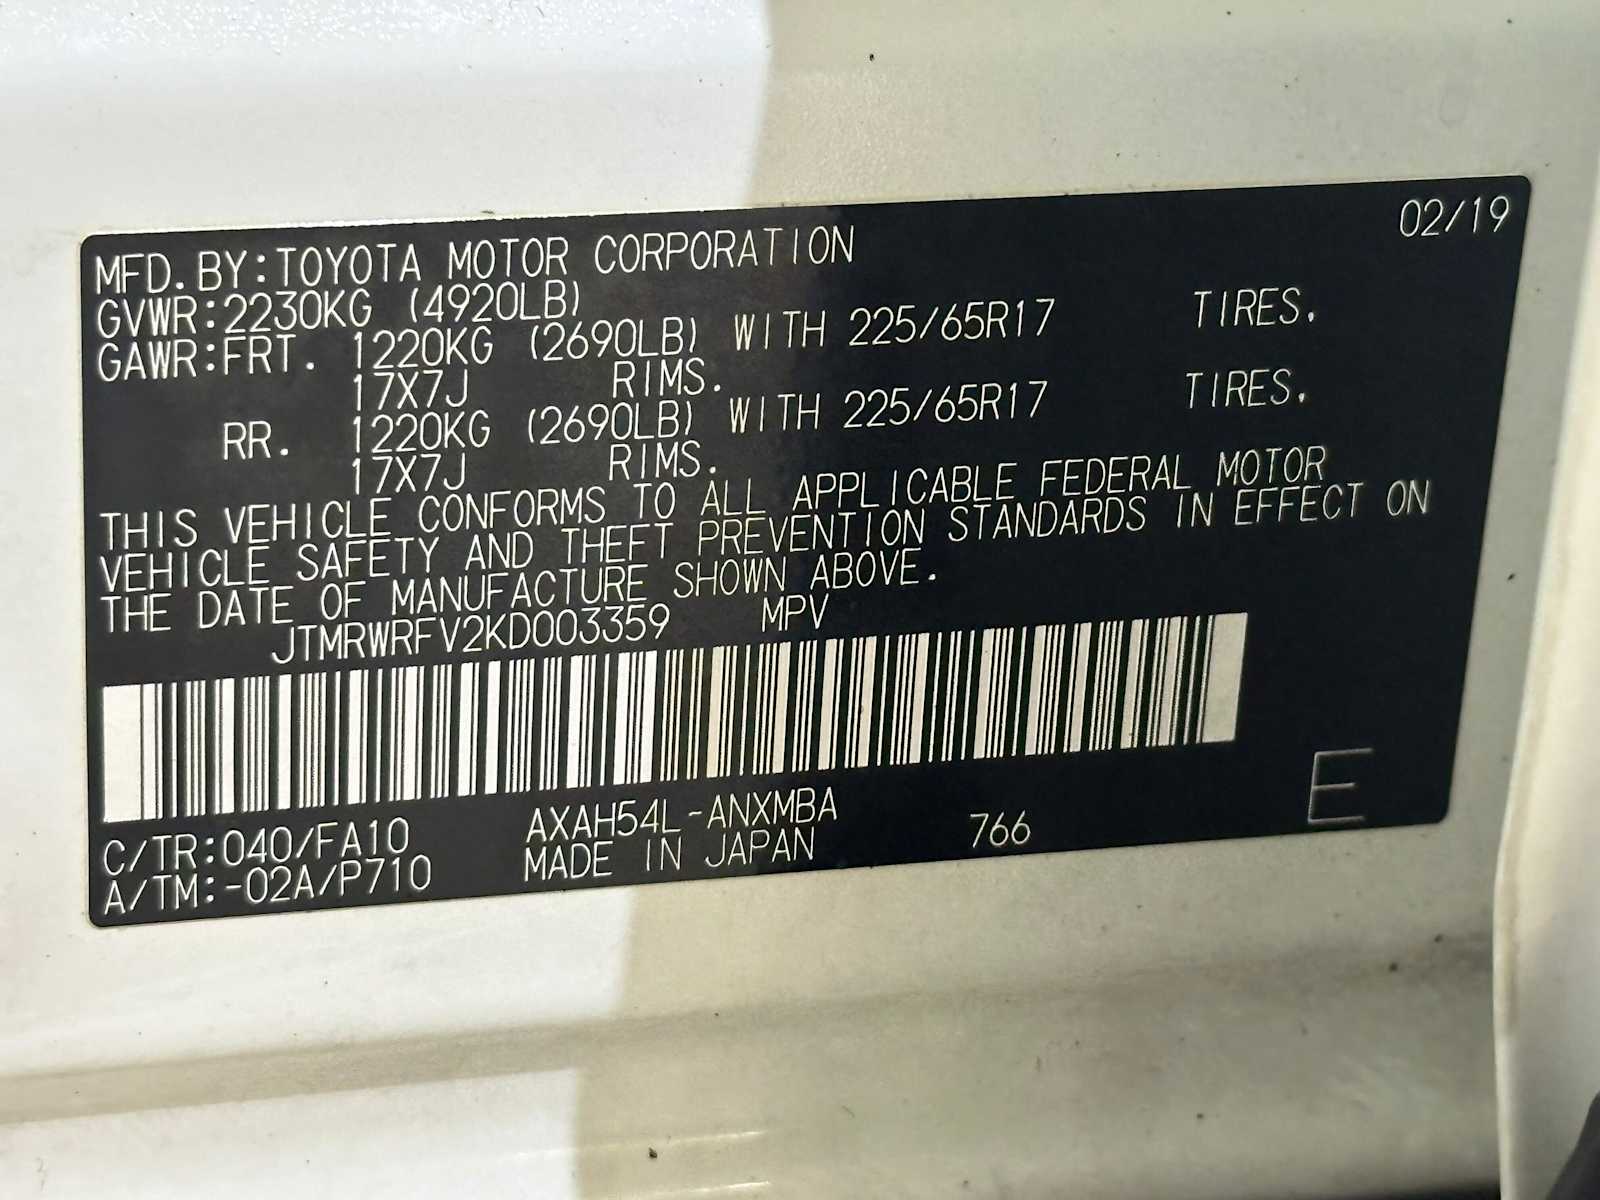 02/19
MFD.BY:TOYOTA MOTOR CORPORATION
GVWR:2230KG (4920LB)
GAWR:FRT. 1220KG (2690LB) WITH 225/65R17 TIRES.
17X7J RIMS.
RR. 1220KG (2690LB) WITH 225/65R17 TIRES.
17X7J RIMS.
THIS VEHICLE CONFORMS TO ALL APPLICABLE FEDERAL MOTOR
VEHICLE SAFETY AND THEFT PREVENTION STANDARDS IN EFFECT ON
THE DATE OF MANUFACTURE SHOWN ABOVE.
JTMRWRFV2KD003359 MPV
C/TR:040/FA10 AXAH54L-ANXMBA
A/TM:-02A/P710 MADE IN JAPAN 766 E